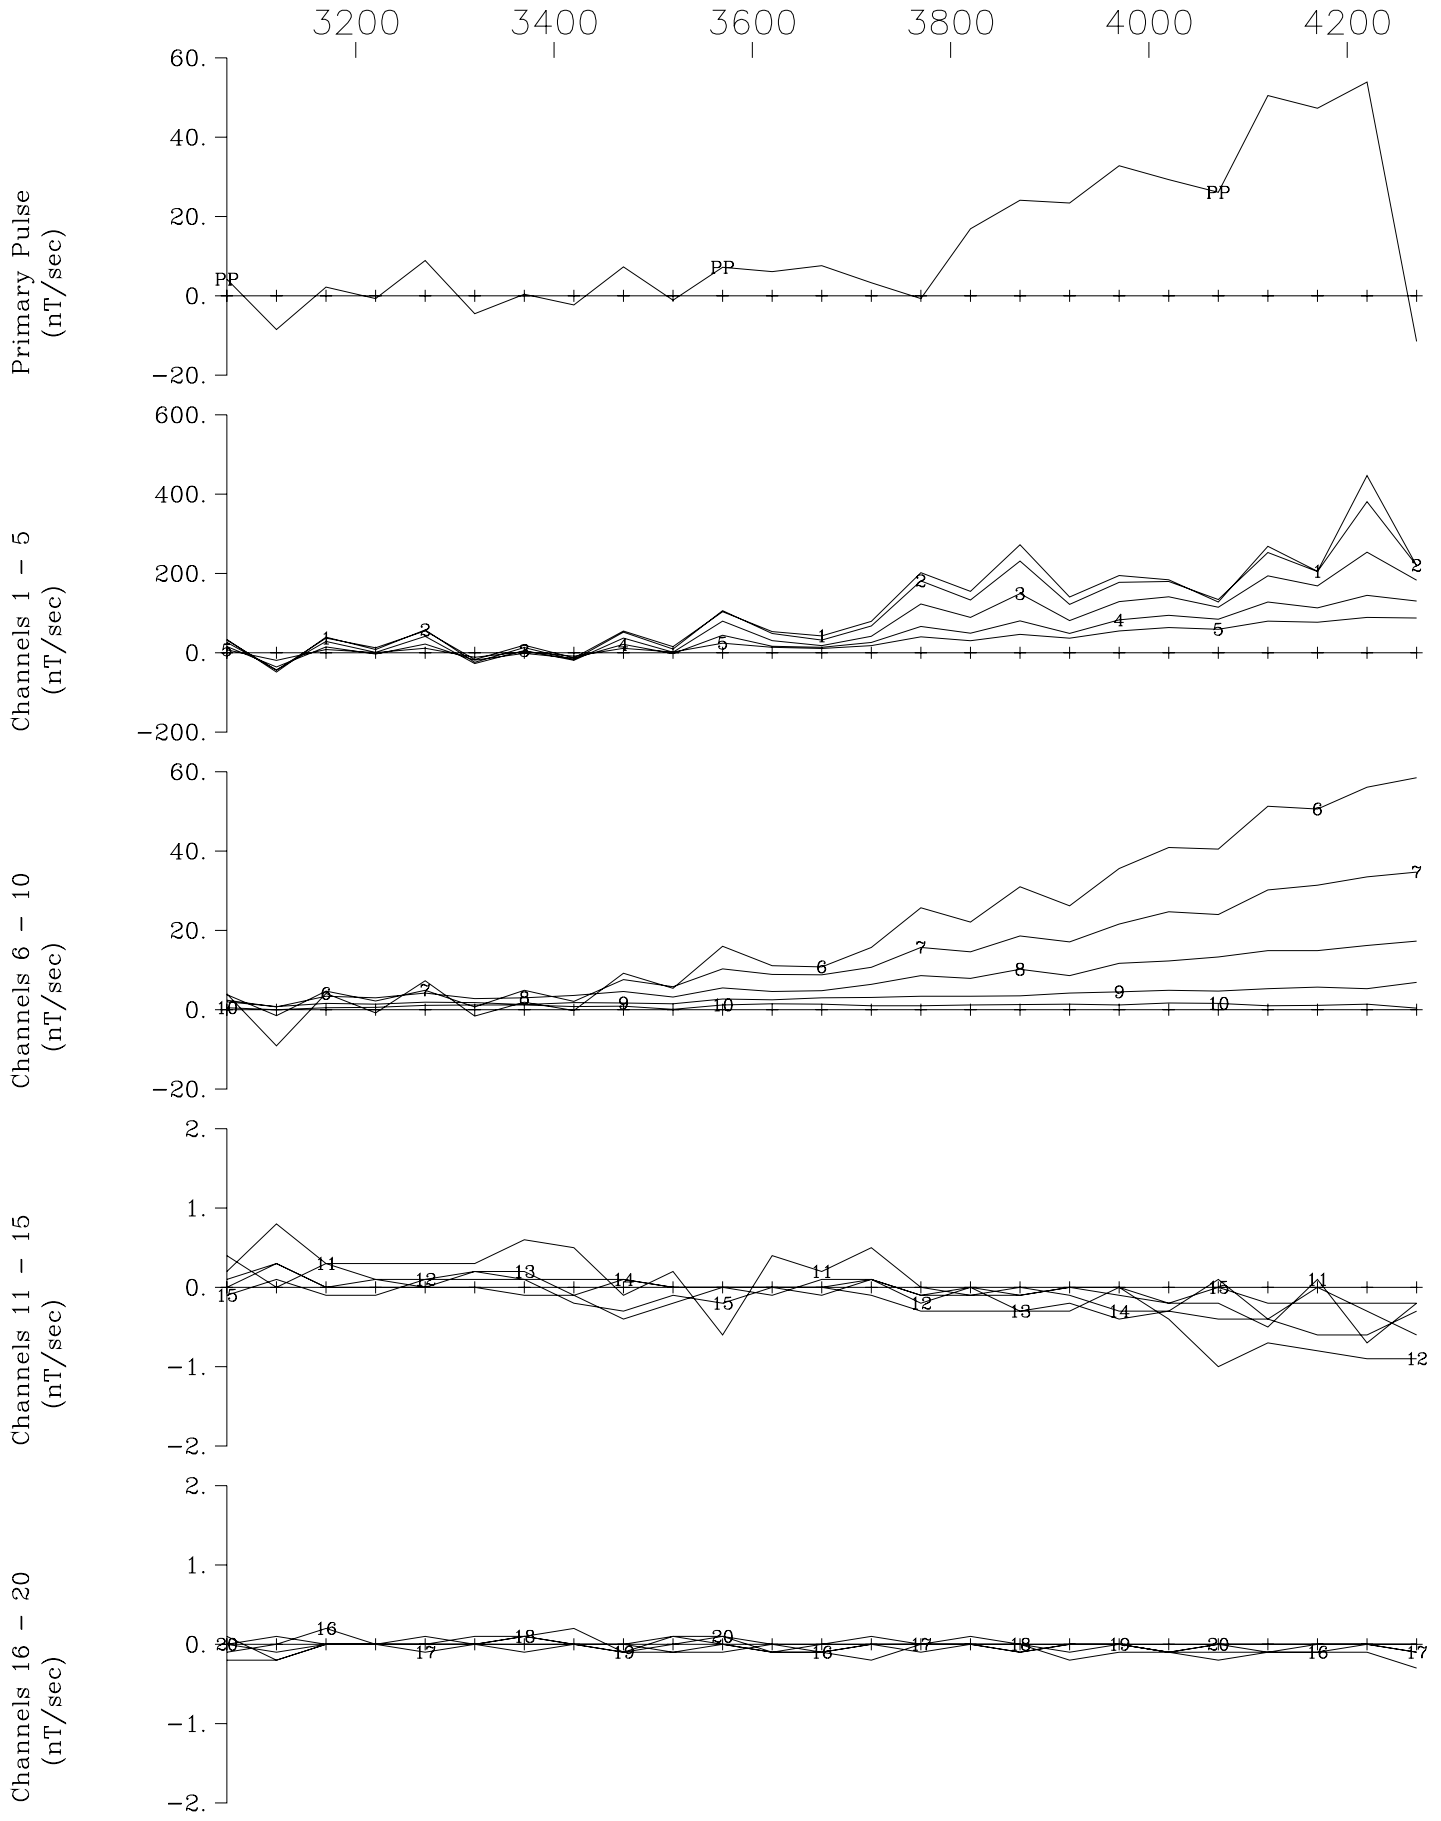 3200 3400 3600 3800 4000 4200
Primary Pulse
(nT/sec)
60.
40.
20.
0.
−20.
PP PP PP
Channels 1 − 5
(nT/sec)
600.
400.
200.
0.
−200.
5 1 3 4 5 1 2 3 4 5 1 2
Channels 6 − 10
(nT/sec)
60.
40.
20.
0.
−20.
10 6 7 8 9 10 6 7 8 9 10 6 7
Channels 11 − 15
(nT/sec)
2.
1.
0.
−1.
−2.
15 11 12 13 14 15 11 12 13 14 15 11 12
Channels 16 − 20
(nT/sec)
2.
1.
0.
−1.
−2.
20 16 17 18 19 20 16 17 18 19 20 16 17